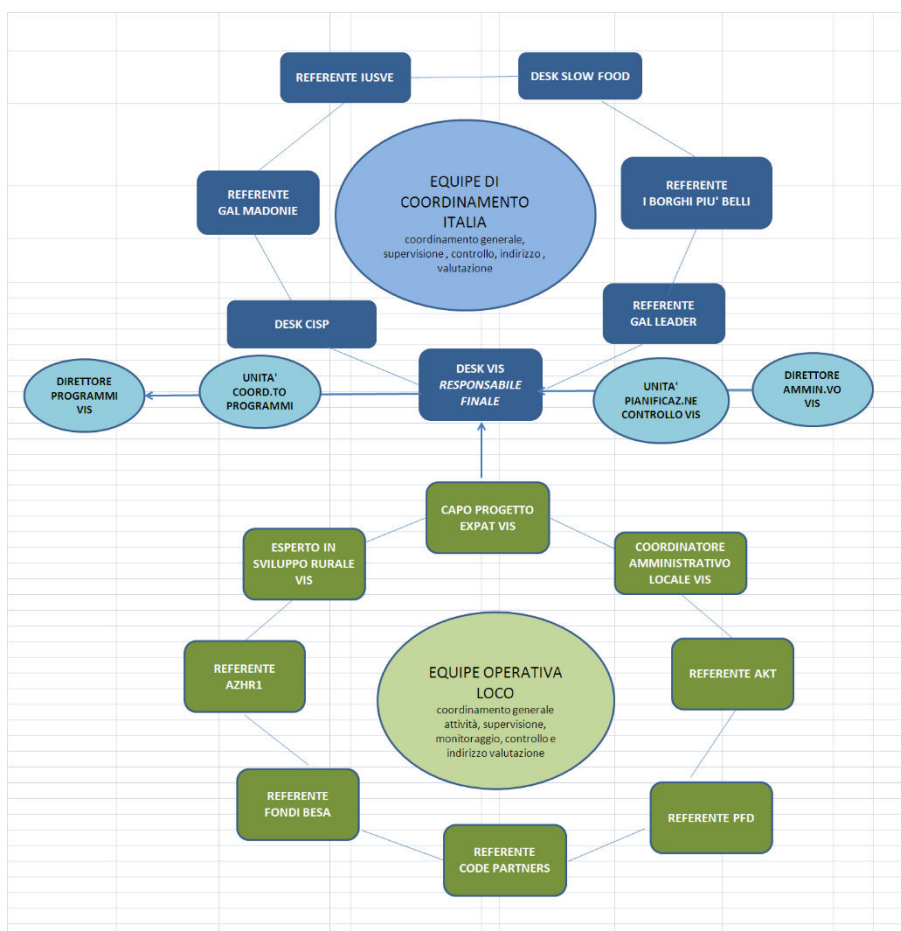 REFERENTE IUSVE
DESK SLOW FOOD
EQUIPE DI
COORDINAMENTO
ITALIA
coordinamento generale,
supervisione , controllo, indirizzo ,
valutazione
REFERENTE
GAL MADONIE
REFERENTE
I BORGHI PIU' BELLI
DESK CISP
REFERENTE
GAL LEADER
DIRETTORE
PROGRAMMI
VIS
UNITA'
COORD.TO
PROGRAMMI
DESK VIS
RESPONSABILE
FINALE
UNITA'
PIANIFICAZ.NE
CONTROLLO VIS
DIRETTORE
AMMIN.VO
VIS
CAPO PROGETTO
EXPAT VIS
ESPERTO IN
SVILUPPO RURALE
VIS
COORDINATORE
AMMINISTRATIVO
LOCALE VIS
REFERENTE
AZHR1
EQUIPE OPERATIVA
LOCO
coordinamento generale
attività, supervisione,
monitoraggio, controllo e
indirizzo valutazione
REFERENTE AKT
REFERENTE
FONDI BESA
REFERENTE PFD
REFERENTE
CODE PARTNERS